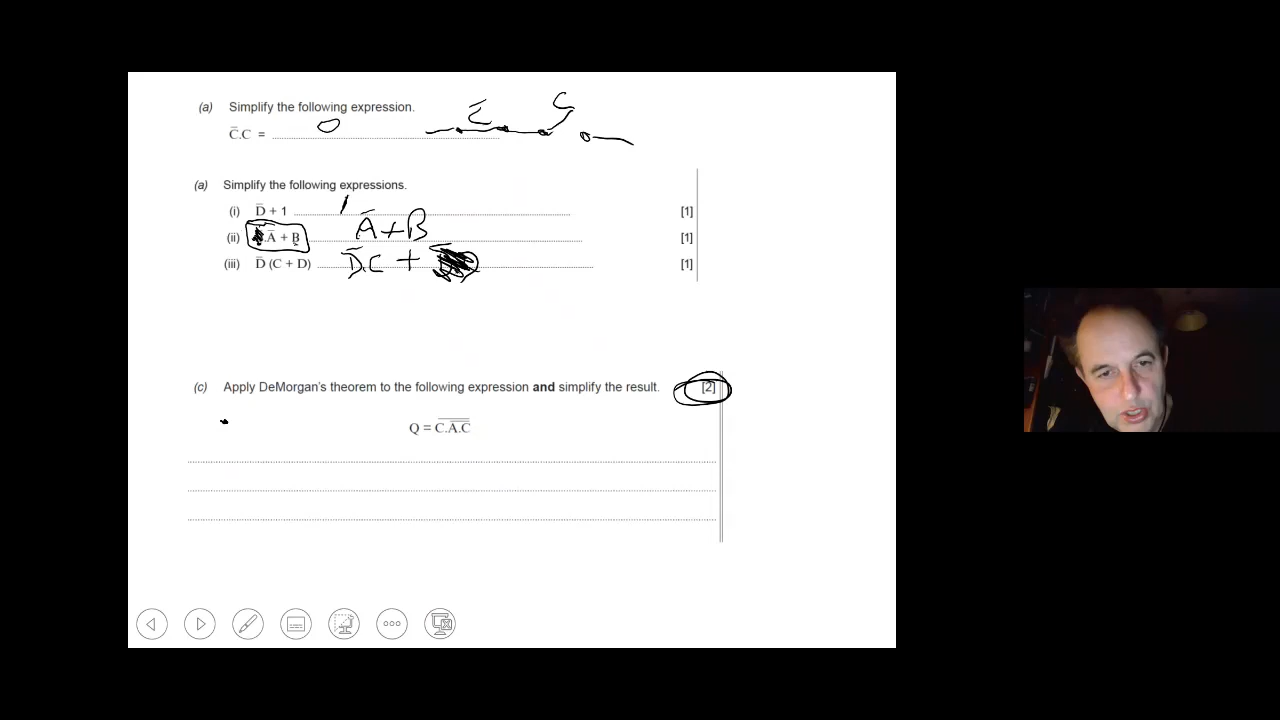 (a) Simplify the following expression.
C̅.C = 0 C̅ C
(a) Simplify the following expressions.
(i) D̅ + 1 1 [1]
(ii) .A̅ + B A̅+B [1]
(iii) D̅ (C + D) D̅.C + [1]
(c) Apply DeMorgan's theorem to the following expression and simplify the result. [2]
Q = C̅.̅A̿.̿C̿